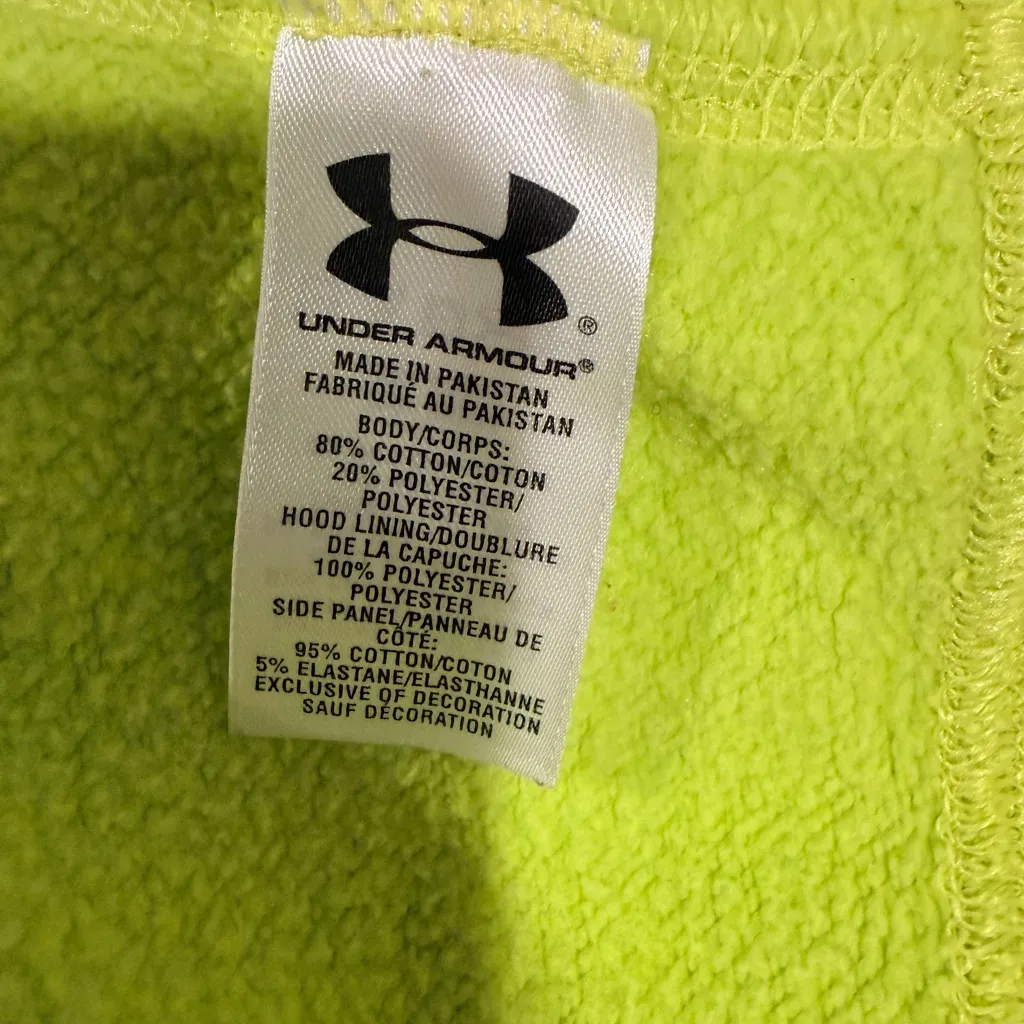 ®
UNDER ARMOUR®
MADE IN PAKISTAN
FABRIQUÉ AU PAKISTAN
BODY/CORPS:
80% COTTON/COTON
20% POLYESTER/
POLYESTER
HOOD LINING/DOUBLURE
DE LA CAPUCHE:
100% POLYESTER/
POLYESTER
SIDE PANEL/PANNEAU DE
CÔTÉ:
95% COTTON/COTON
5% ELASTANE/ELASTHANNE
EXCLUSIVE OF DECORATION
SAUF DÉCORATION